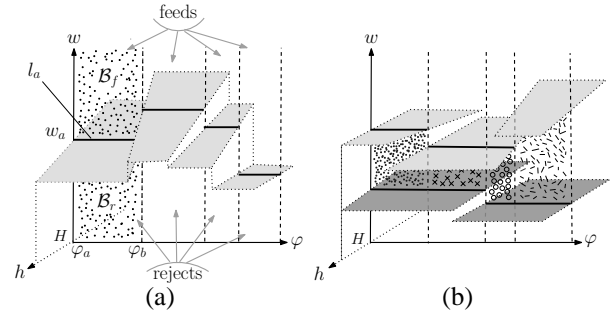 feeds
w
l_a
B_f
w_a
B_r
H
φ_a
φ_b
φ
h
rejects
(a)
w
H
φ
h
(b)